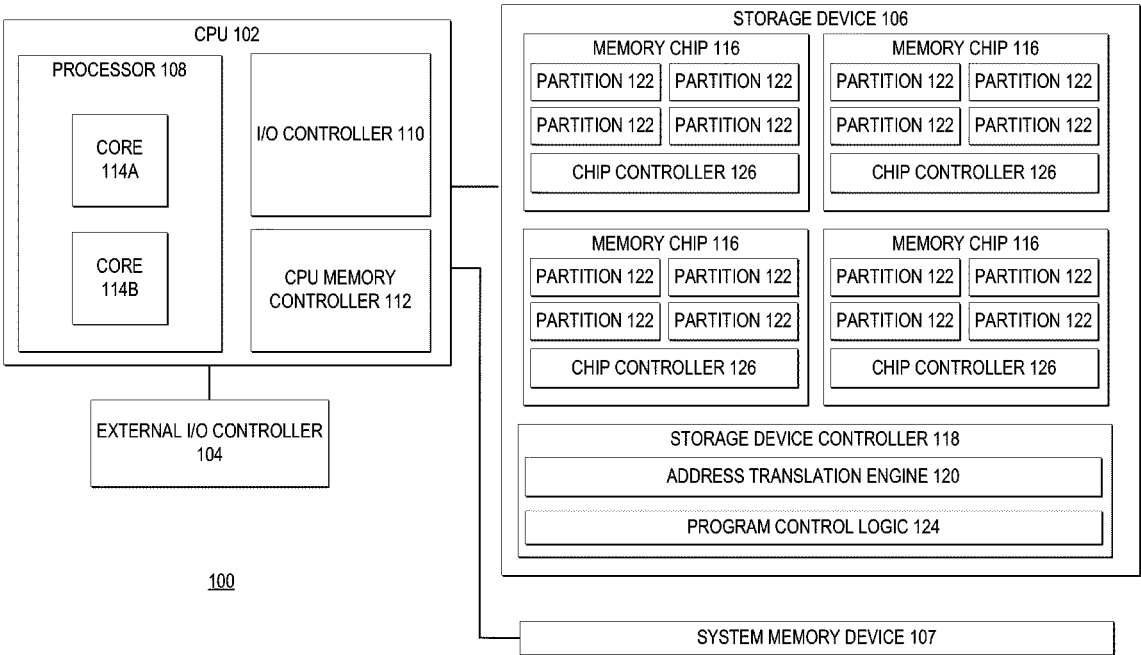 CPU 102
PROCESSOR 108
CORE
114A
CORE
114B
I/O CONTROLLER 110
CPU MEMORY
CONTROLLER 112
EXTERNAL I/O CONTROLLER
104
100
STORAGE DEVICE 106
MEMORY CHIP 116
PARTITION 122
PARTITION 122
PARTITION 122
PARTITION 122
CHIP CONTROLLER 126
MEMORY CHIP 116
PARTITION 122
PARTITION 122
PARTITION 122
PARTITION 122
CHIP CONTROLLER 126
MEMORY CHIP 116
PARTITION 122
PARTITION 122
PARTITION 122
PARTITION 122
CHIP CONTROLLER 126
MEMORY CHIP 116
PARTITION 122
PARTITION 122
PARTITION 122
PARTITION 122
CHIP CONTROLLER 126
STORAGE DEVICE CONTROLLER 118
ADDRESS TRANSLATION ENGINE 120
PROGRAM CONTROL LOGIC 124
SYSTEM MEMORY DEVICE 107